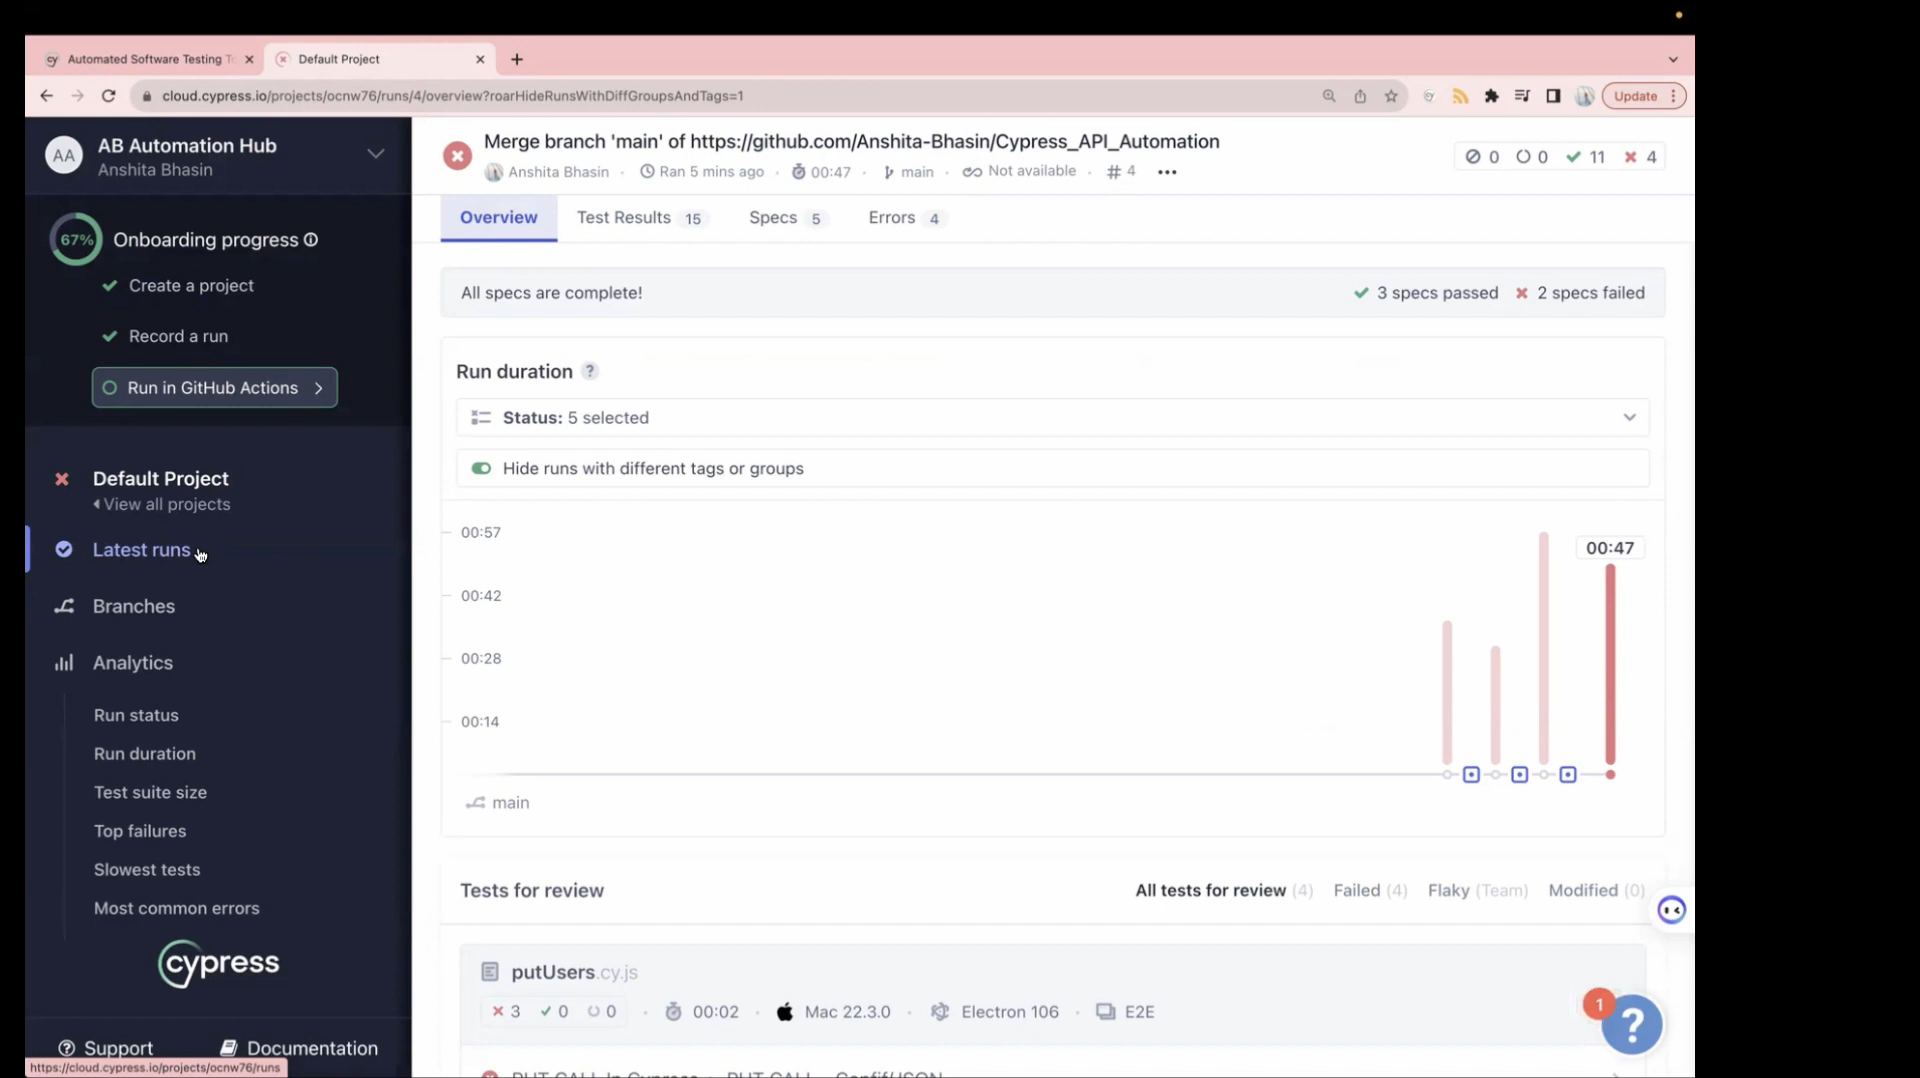 cy Automated Software Testing
Default Project
cloud.cypress.io/projects/ocnw76/runs/4/overview?roarHideRunsWithDiffGroupsAndTags=1
Update
AA
AB Automation Hub
Anshita Bhasin
67%
Onboarding progress
Create a project
Record a run
Run in GitHub Actions
Default Project
View all projects
Latest runs
Branches
Analytics
Run status
Run duration
Test suite size
Top failures
Slowest tests
Most common errors
cypress
Support
Documentation
https://cloud.cypress.io/projects/ocnw76/runs
Merge branch 'main' of https://github.com/Anshita-Bhasin/Cypress_API_Automation
Anshita Bhasin · Ran 5 mins ago · 00:47 · main · Not available · # 4 ...
0 0 11 4
Overview
Test Results 15
Specs 5
Errors 4
All specs are complete!
3 specs passed
2 specs failed
Run duration ?
Status: 5 selected
Hide runs with different tags or groups
00:57
00:47
00:42
00:28
00:14
main
Tests for review
All tests for review (4)
Failed (4)
Flaky (Team)
Modified (0)
putUsers.cy.js
3 0 0 · 00:02 · Mac 22.3.0 · Electron 106 · E2E
1
?